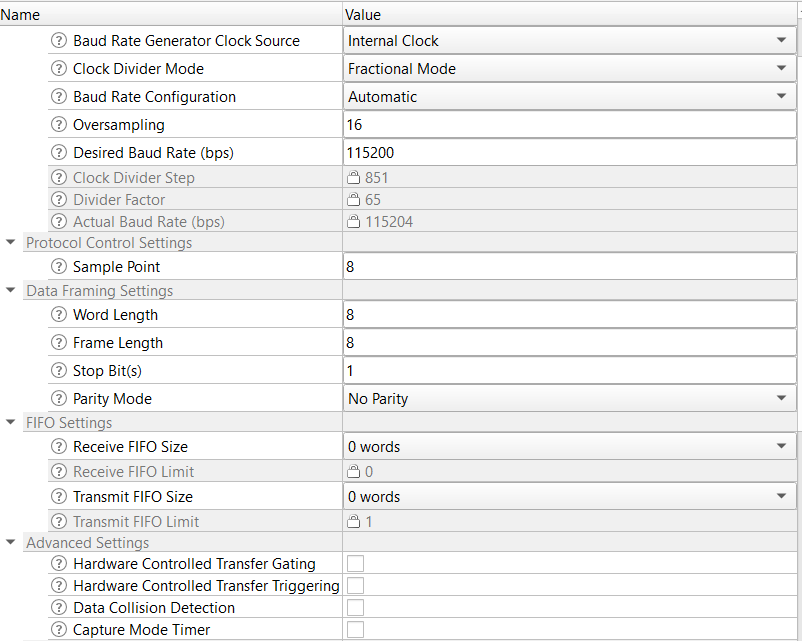 Name Value
Baud Rate Generator Clock Source Internal Clock
Clock Divider Mode Fractional Mode
Baud Rate Configuration Automatic
Oversampling 16
Desired Baud Rate (bps) 115200
Clock Divider Step 851
Divider Factor 65
Actual Baud Rate (bps) 115204
Protocol Control Settings
Sample Point 8
Data Framing Settings
Word Length 8
Frame Length 8
Stop Bit(s) 1
Parity Mode No Parity
FIFO Settings
Receive FIFO Size 0 words
Receive FIFO Limit 0
Transmit FIFO Size 0 words
Transmit FIFO Limit 1
Advanced Settings
Hardware Controlled Transfer Gating
Hardware Controlled Transfer Triggering
Data Collision Detection
Capture Mode Timer